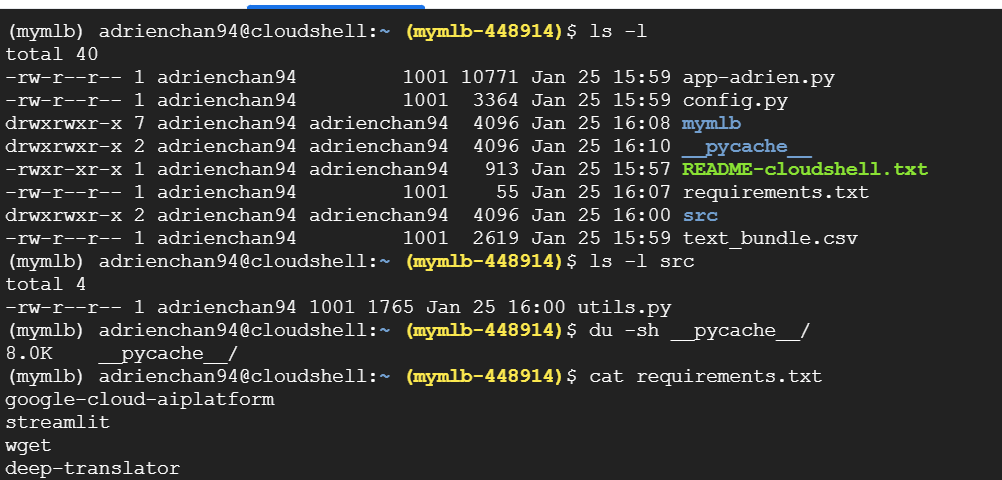 (mymlb) adrienchan94@cloudshell:~ (mymlb-448914)$ ls -l
total 40
-rw-r--r-- 1 adrienchan94         1001 10771 Jan 25 15:59 app-adrien.py
-rw-r--r-- 1 adrienchan94         1001  3364 Jan 25 15:59 config.py
drwxrwxr-x 7 adrienchan94 adrienchan94  4096 Jan 25 16:08 mymlb
drwxrwxr-x 2 adrienchan94 adrienchan94  4096 Jan 25 16:10 __pycache__
-rwxr-xr-x 1 adrienchan94 adrienchan94   913 Jan 25 15:57 README-cloudshell.txt
-rw-r--r-- 1 adrienchan94         1001    55 Jan 25 16:07 requirements.txt
drwxrwxr-x 2 adrienchan94 adrienchan94  4096 Jan 25 16:00 src
-rw-r--r-- 1 adrienchan94         1001  2619 Jan 25 15:59 text_bundle.csv
(mymlb) adrienchan94@cloudshell:~ (mymlb-448914)$ ls -l src
total 4
-rw-r--r-- 1 adrienchan94 1001 1765 Jan 25 16:00 utils.py
(mymlb) adrienchan94@cloudshell:~ (mymlb-448914)$ du -sh __pycache__/
8.0K    __pycache__/
(mymlb) adrienchan94@cloudshell:~ (mymlb-448914)$ cat requirements.txt
google-cloud-aiplatform
streamlit
wget
deep-translator